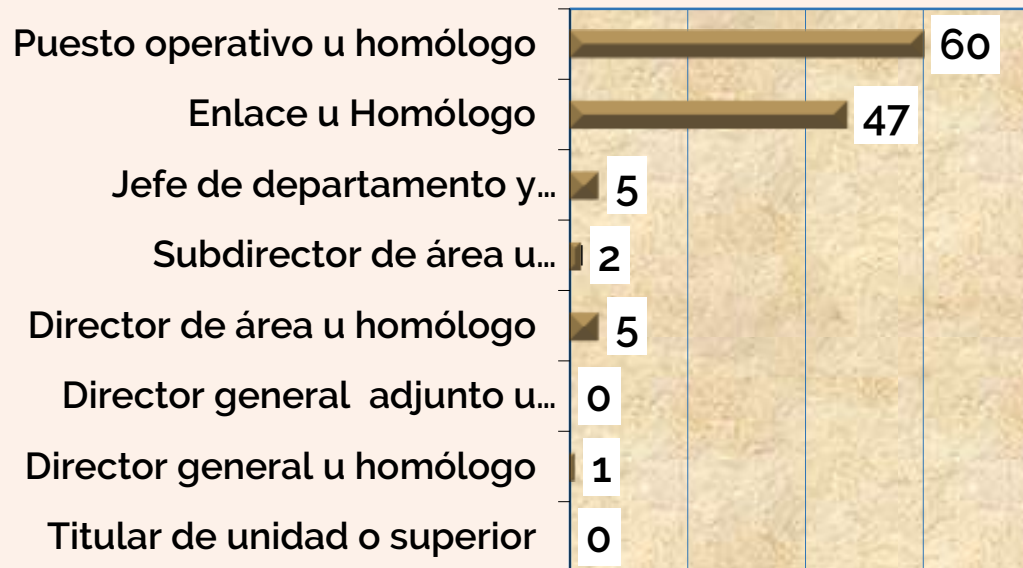 Puesto operativo u homólogo 60
Enlace u Homólogo 47
Jefe de departamento y... 5
Subdirector de área u... 2
Director de área u homólogo 5
Director general  adjunto u... 0
Director general u homólogo 1
Titular de unidad o superior 0